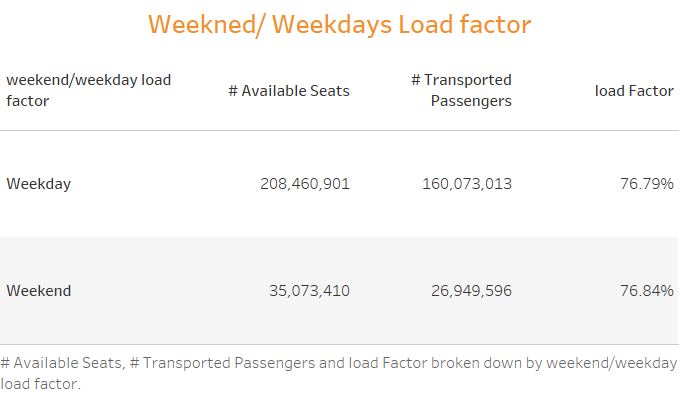 Weekned/ Weekdays Load factor
weekend/weekday load factor # Available Seats # Transported Passengers load Factor
Weekday 208,460,901 160,073,013 76.79%
Weekend 35,073,410 26,949,596 76.84%
# Available Seats, # Transported Passengers and load Factor broken down by weekend/weekday
load factor.